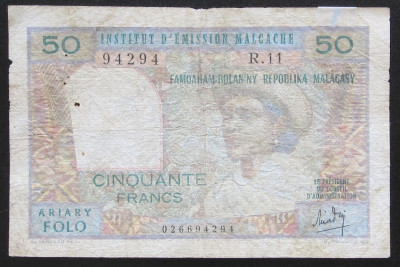 INSTITUT D'ÉMISSION MALGACHE
50
50
94294
R.11
FAMOAHAM-BOLAN'NY REPOBLIKA MALAGASY
CINQUANTE
FRANCS
LE PRÉSIDENT
DU CONSEIL
D'ADMINISTRATION
ARIARY
FOLO
026694294